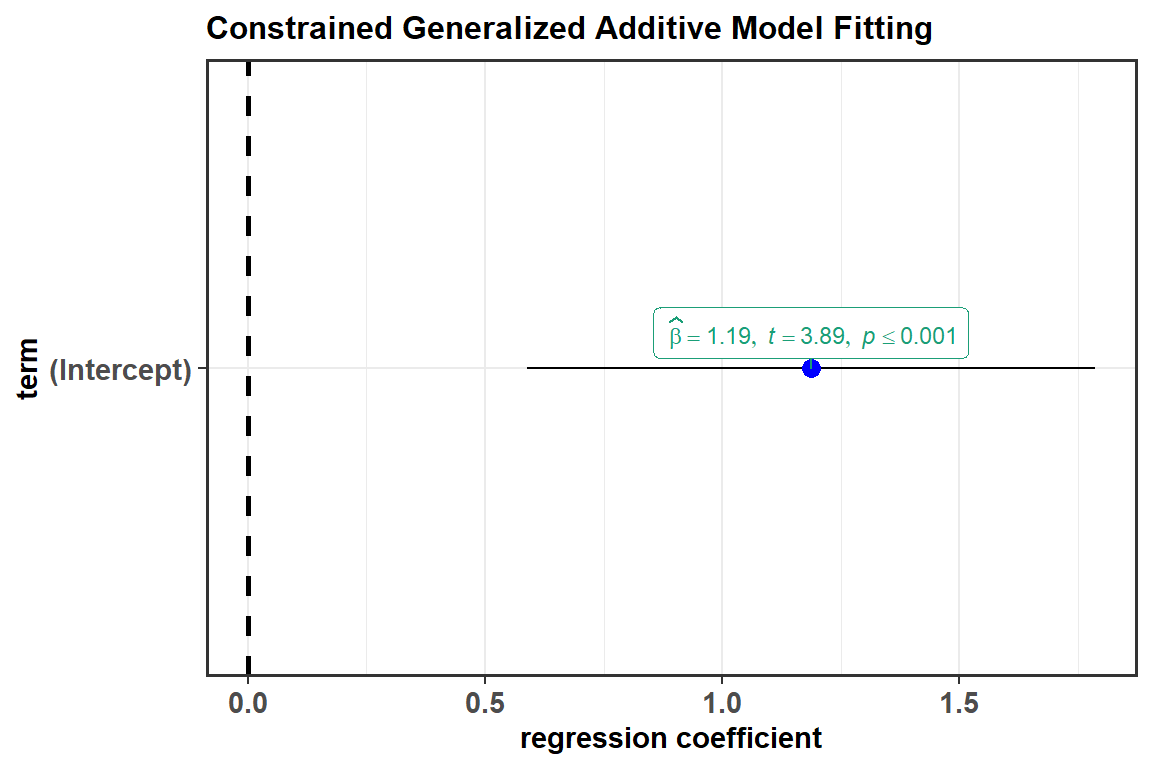 Constrained Generalized Additive Model Fitting
term
(Intercept)
β̂ = 1.19, t = 3.89, p ≤ 0.001
0.0 0.5 1.0 1.5
regression coefficient